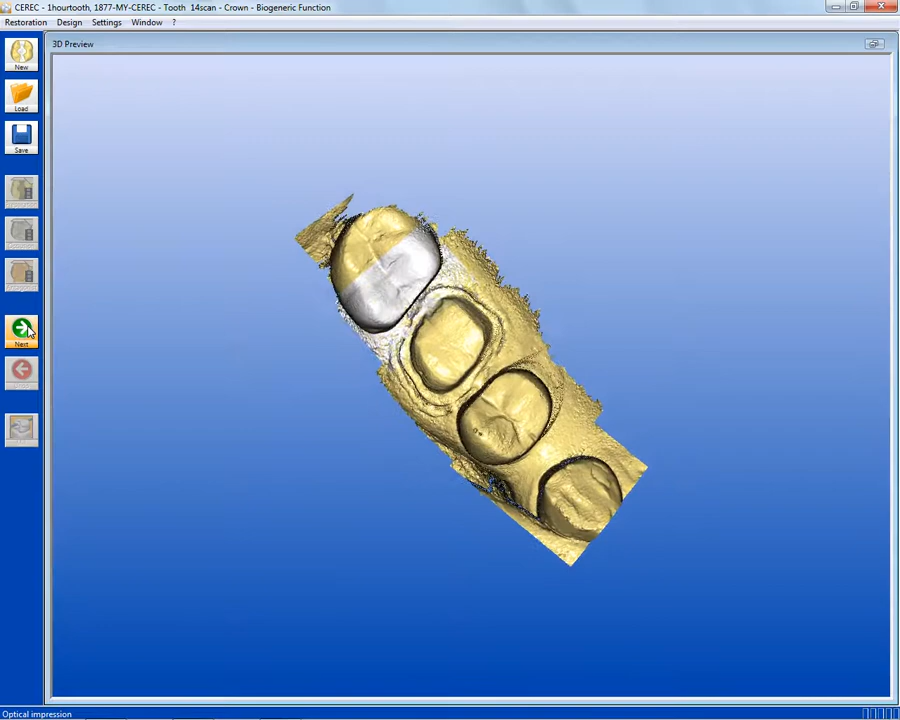 CEREC - 1hourtooth, 1877-MY-CEREC - Tooth 14scan - Crown - Biogeneric Function
Restoration Design Settings Window ?
3D Preview
New
Load
Save
Next
Optical impression